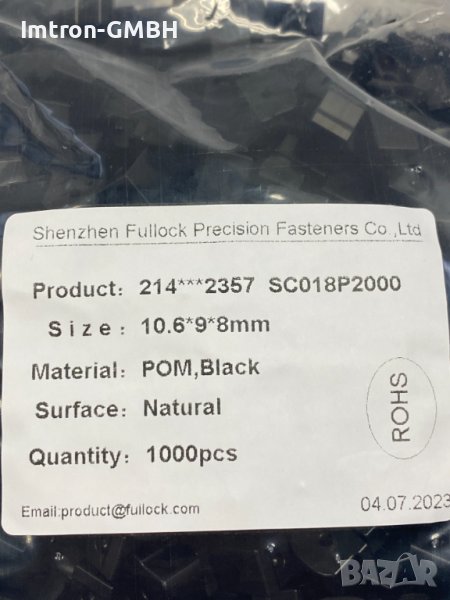 Imtron-GMBH
Shenzhen Fullock Precision Fasteners Co.,Ltd
Product: 214***2357 SC018P2000
Size: 10.6*9*8mm
Material: POM,Black
Surface: Natural
ROHS
Quantity: 1000pcs
Email:product@fullock.com
04.07.2023
BAZAR